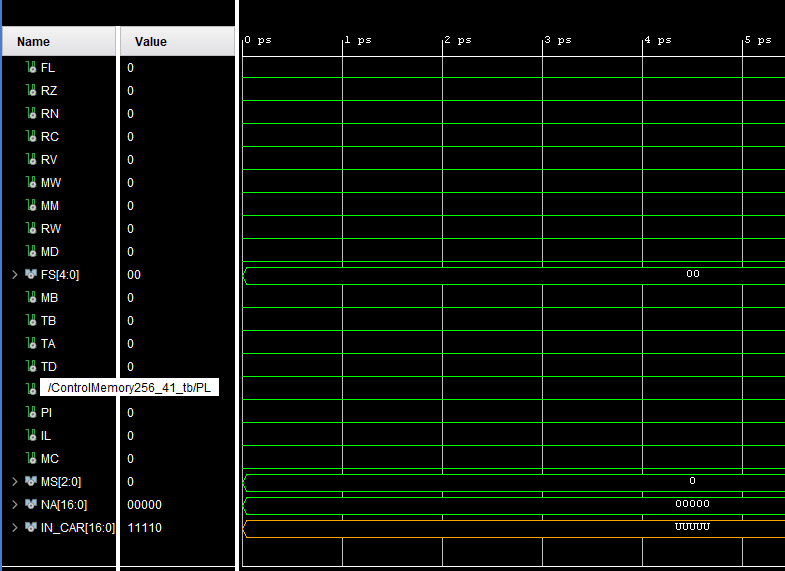 Name Value
0 ps 1 ps 2 ps 3 ps 4 ps 5 ps
FL 0
RZ 0
RN 0
RC 0
RV 0
MW 0
MM 0
RW 0
MD 0
FS[4:0] 00 00
MB 0
TB 0
TA 0
TD 0
/ControlMemory256_41_tb/PL
PI 0
IL 0
MC 0
MS[2:0] 0 0
NA[16:0] 00000 00000
IN_CAR[16:0] 11110 UUUUU